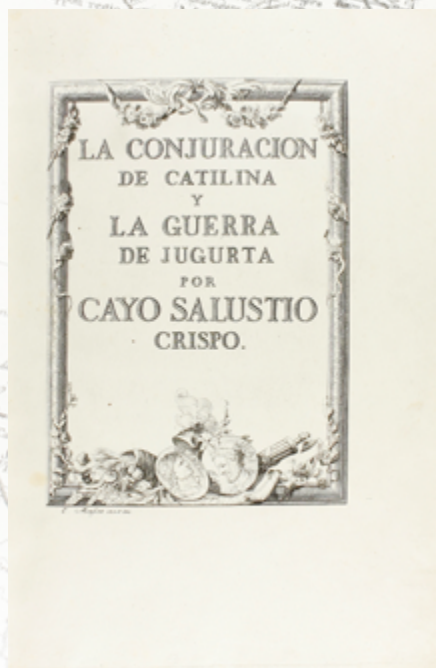 LA CONJURACION
DE CATILINA
Y
LA GUERRA
DE JUGURTA
POR
CAYO SALUSTIO
CRISPO.